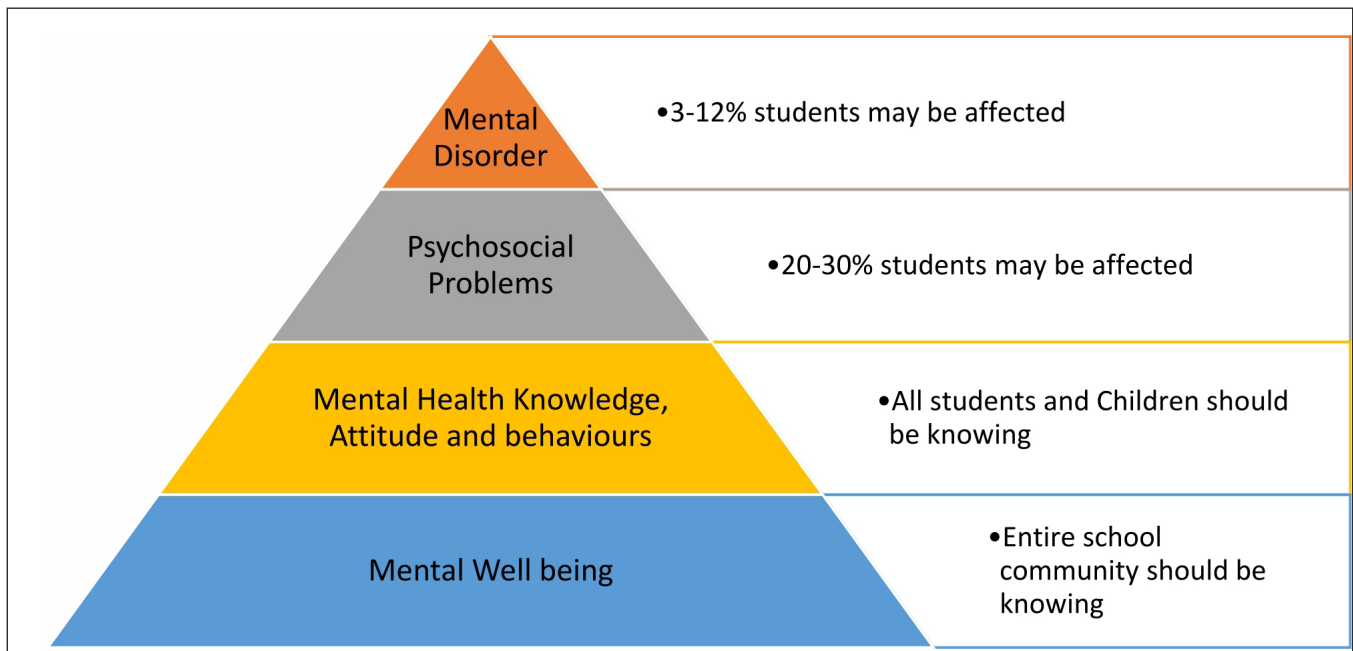 Mental
Disorder
•3-12% students may be affected
Psychosocial
Problems
•20-30% students may be affected
Mental Health Knowledge,
Attitude and behaviours
•All students and Children should
be knowing
Mental Well being
•Entire school
community should be
knowing